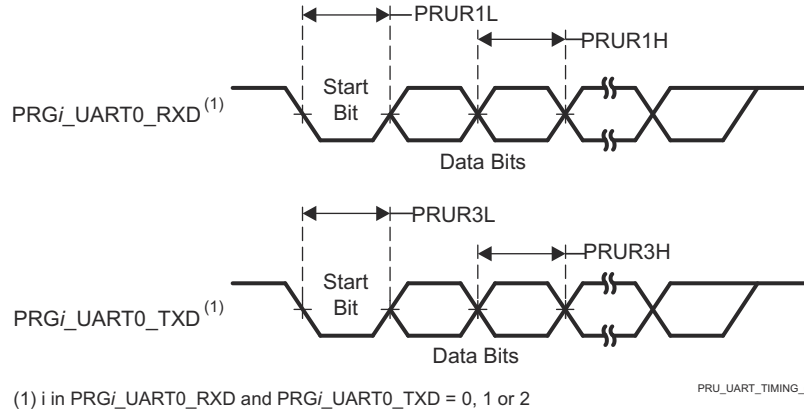 PRUR1L
PRUR1H
Start
Bit
PRGi_UART0_RXD(1)
Data Bits
PRUR3L
PRUR3H
Start
Bit
PRGi_UART0_TXD(1)
Data Bits
(1) i in PRGi_UART0_RXD and PRGi_UART0_TXD = 0, 1 or 2
PRU_UART_TIMING_